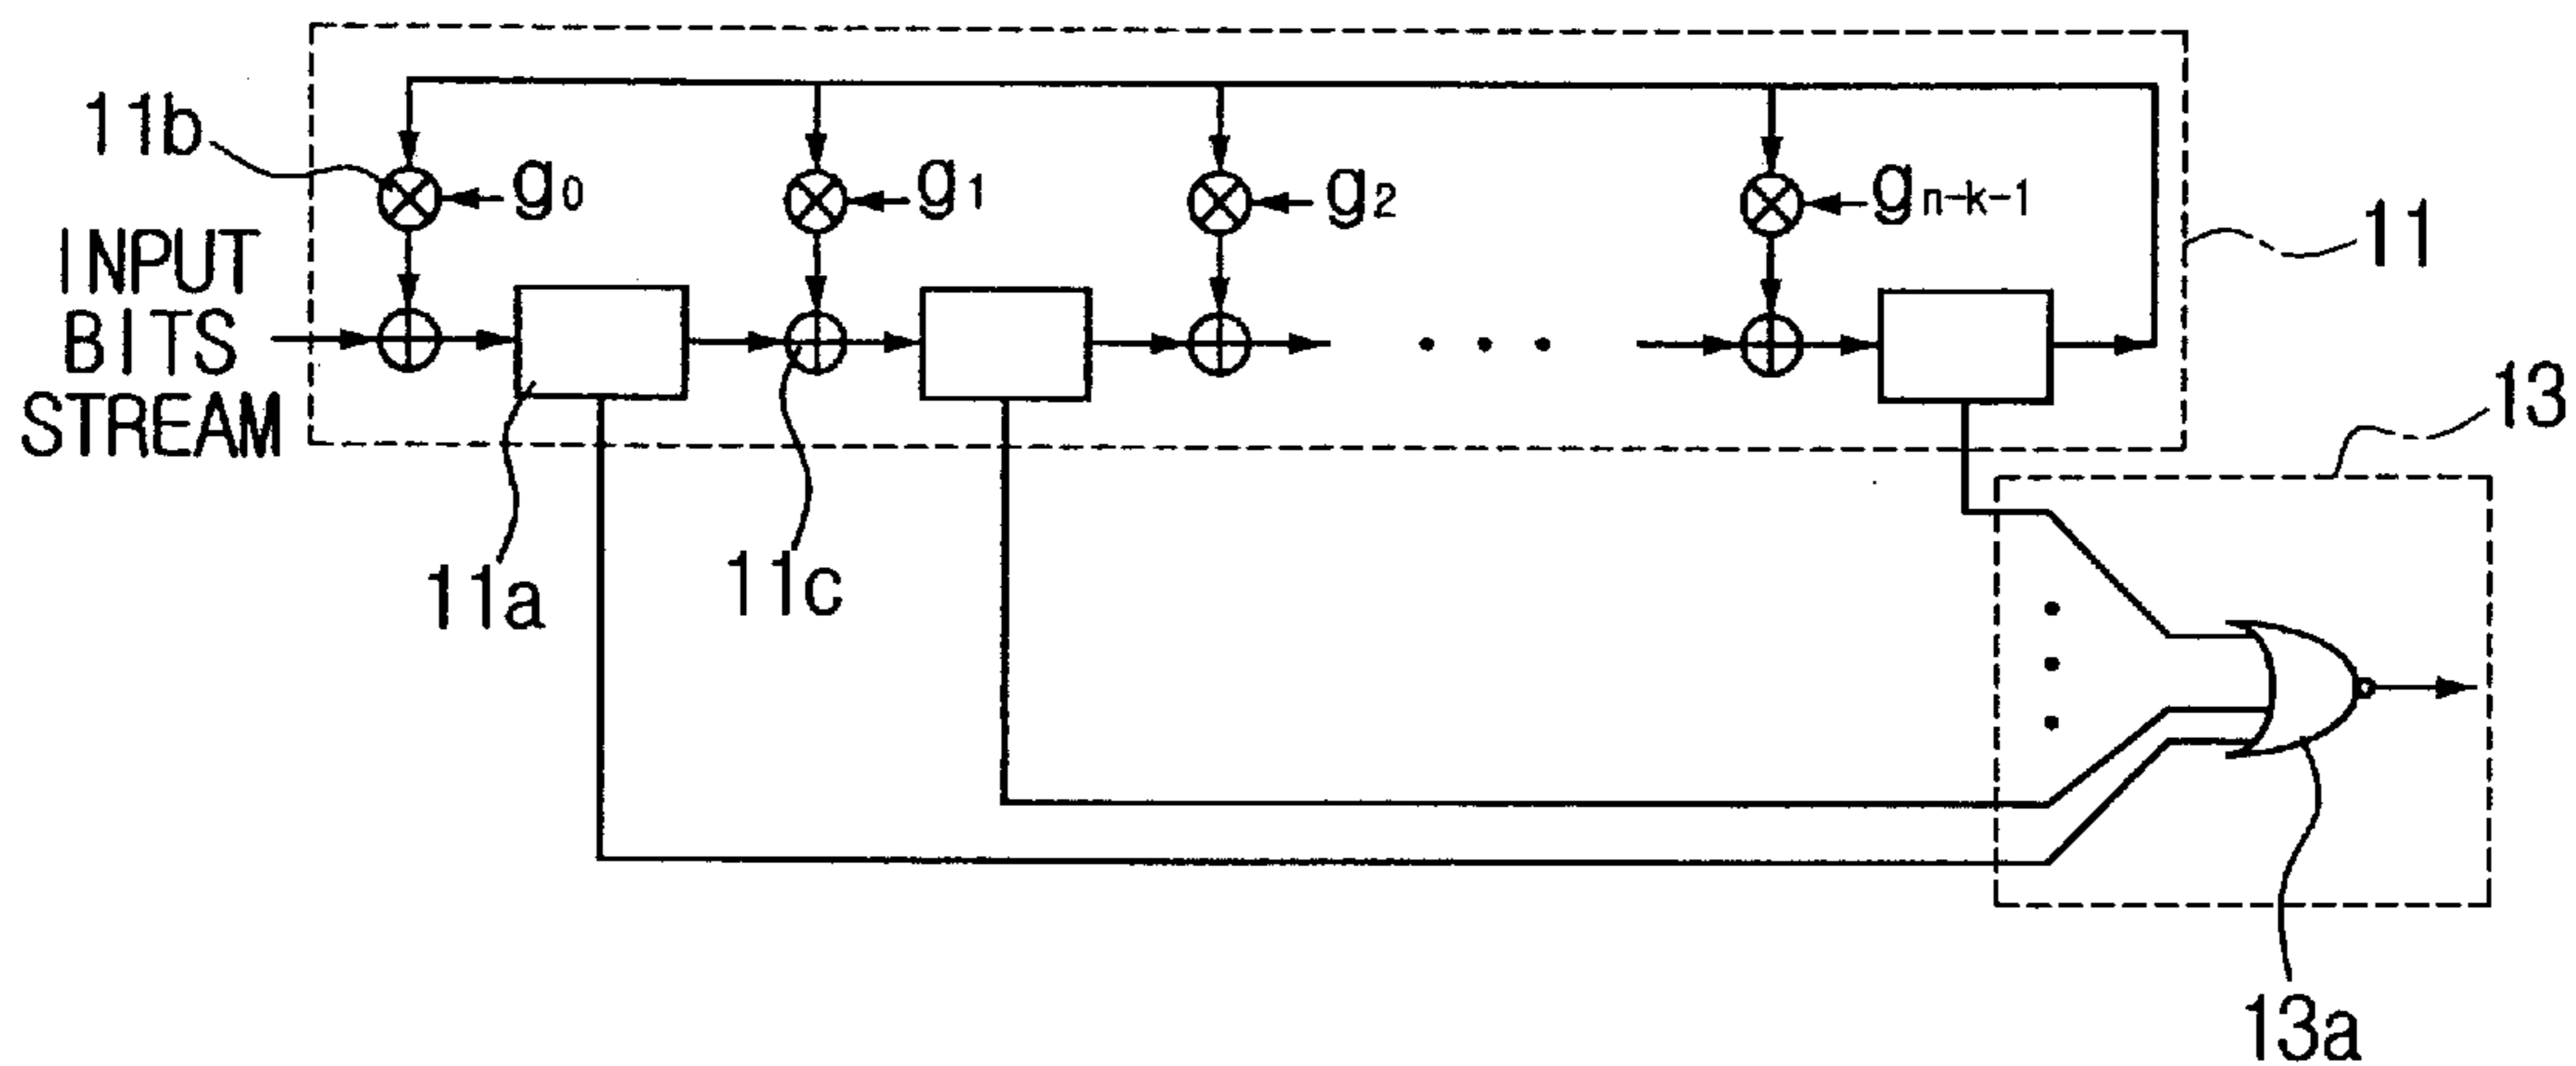 11b
g₀
g₁
g₂
gₙ₋ₖ₋₁
11
INPUT
BITS
STREAM
13
11a
11c
13a